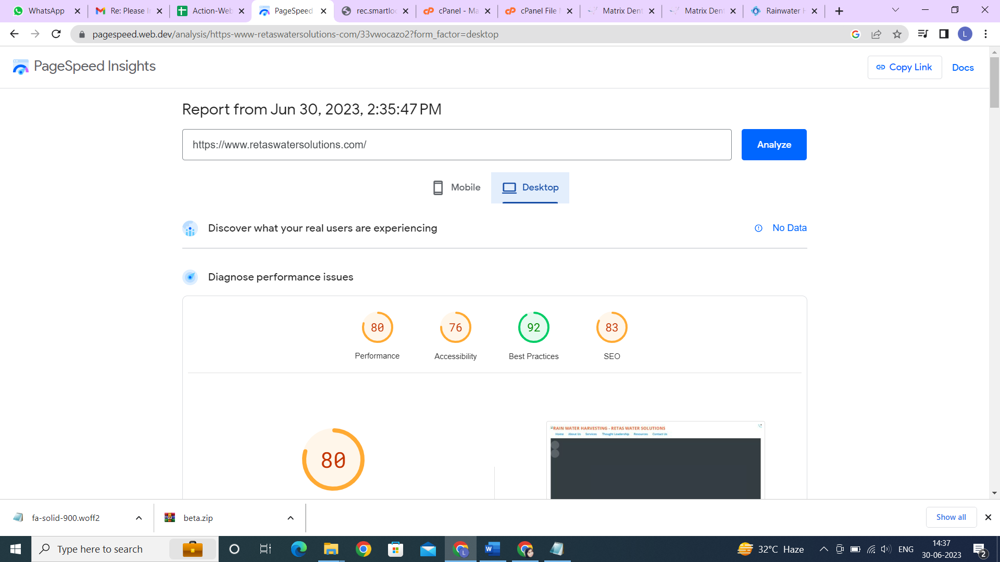 WhatsApp
Re: Please I
Action-Web
PageSpeed
rec.smartlo
cPanel - Ma
cPanel File
Matrix Dent
Matrix Dent
Rainwater
pagespeed.web.dev/analysis/https-www-retaswatersolutions-com/33vwocazo2?form_factor=desktop
L
PageSpeed Insights
Copy Link
Docs
Report from Jun 30, 2023, 2:35:47 PM
https://www.retaswatersolutions.com/
Analyze
Mobile
Desktop
Discover what your real users are experiencing
No Data
Diagnose performance issues
80
76
92
83
Performance
Accessibility
Best Practices
SEO
80
RAIN WATER HARVESTING - RETAS WATER SOLUTIONS
Home About Us Services Thought Leadership Resources Contact Us
fa-solid-900.woff2
beta.zip
Show all
Type here to search
L
32°C Haze
ENG
14:37
30-06-2023
2